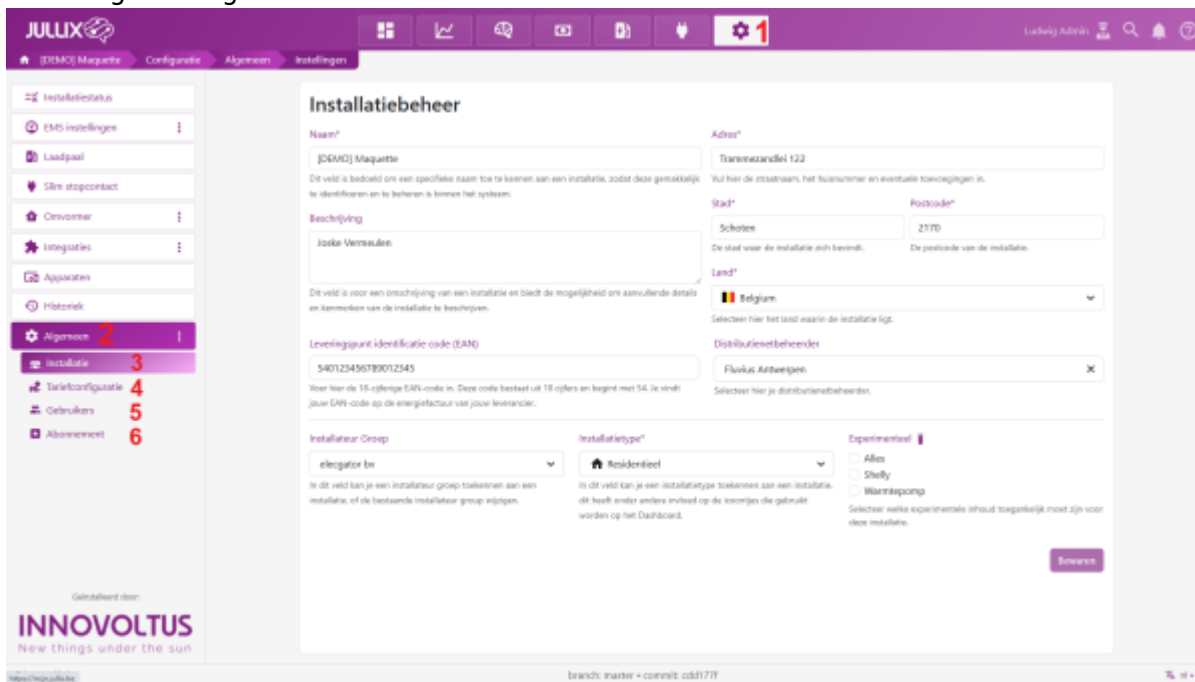 JULLIX
1
Ludwig Admin
[DEMO] Maquette
Configuratie
Algemeen
Instellingen
Installatiestatus
EMS instellingen
Laadpaal
Slim stopcontact
Omvormer
Integraties
Apparaten
Historiek
Algemeen 2
Installatie 3
Tariefconfiguratie 4
Gebruikers 5
Abonnement 6
Geïnstalleerd door:
INNOVOLTUS
New things under the sun
Installatiebeheer
Naam*
[DEMO] Maquette
Dit veld is bedoeld om een specifieke naam toe te kennen aan een installatie, zodat deze gemakkelijk
te identificeren en te beheren is binnen het systeem.
Beschrijving
Joske Vermeulen
Dit veld is voor een omschrijving van een installatie en biedt de mogelijkheid om aanvullende details
en kenmerken van de installatie te beschrijven.
Leveringspunt identificatie code (EAN)
540123456789012345
Voer hier de 18-cijferige EAN-code in. Deze code bestaat uit 18 cijfers en begint met 54. Je vindt
jouw EAN-code op de energiefactuur van jouw leverancier.
Adres*
Trammezandlei 122
Vul hier de straatnaam, het huisnummer en eventuele toevoegingen in.
Stad*
Schoten
De stad waar de installatie zich bevindt.
Postcode*
2170
De postcode van de installatie.
Land*
Belgium
Selecteer hier het land waarin de installatie ligt.
Distributienetbeheerder
Fluvius Antwerpen
Selecteer hier je distributienetbeheerder.
Installateur Groep
elecgator bv
In dit veld kan je een installateur groep toekennen aan een
installatie, of de bestaande installateur groep wijzigen.
Installatietype*
Residentieel
In dit veld kan je een installatietype toekennen aan een installatie,
dit heeft onder andere invloed op de icoontjes die gebruikt
worden op het Dashboard.
Experimenteel
Alles
Shelly
Warmtepomp
Selecteer welke experimentele inhoud toegankelijk moet zijn voor
deze installatie.
Bewaren
branch: master • commit: cdd177f
nl